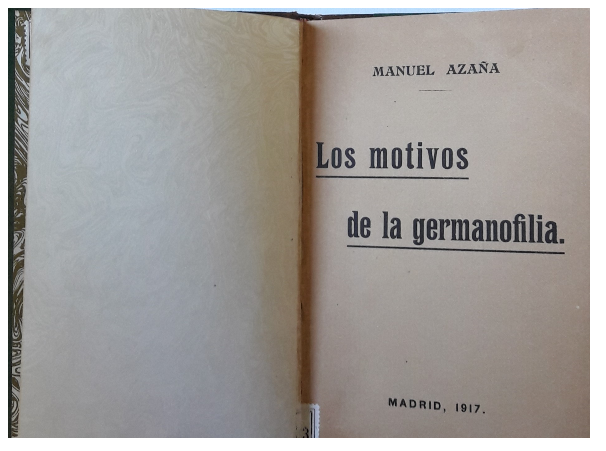 MANUEL AZAÑA
Los motivos
de la germanofilia.
MADRID, 1917.